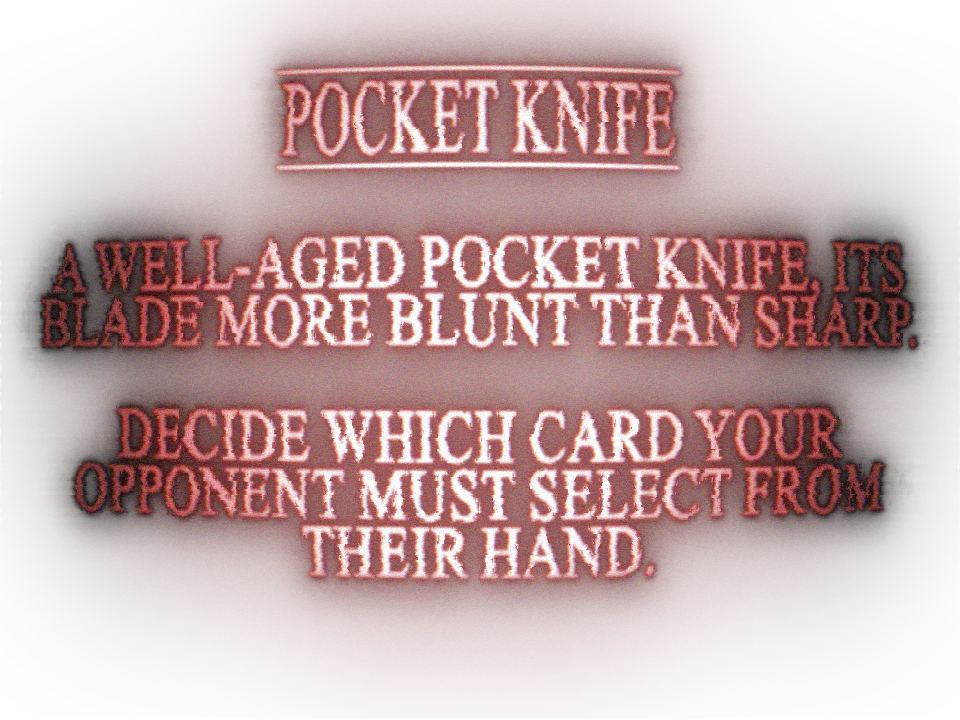 POCKET KNIFE
A WELL-AGED POCKET KNIFE, ITS
BLADE MORE BLUNT THAN SHARP.
DECIDE WHICH CARD YOUR
OPPONENT MUST SELECT FROM
THEIR HAND.